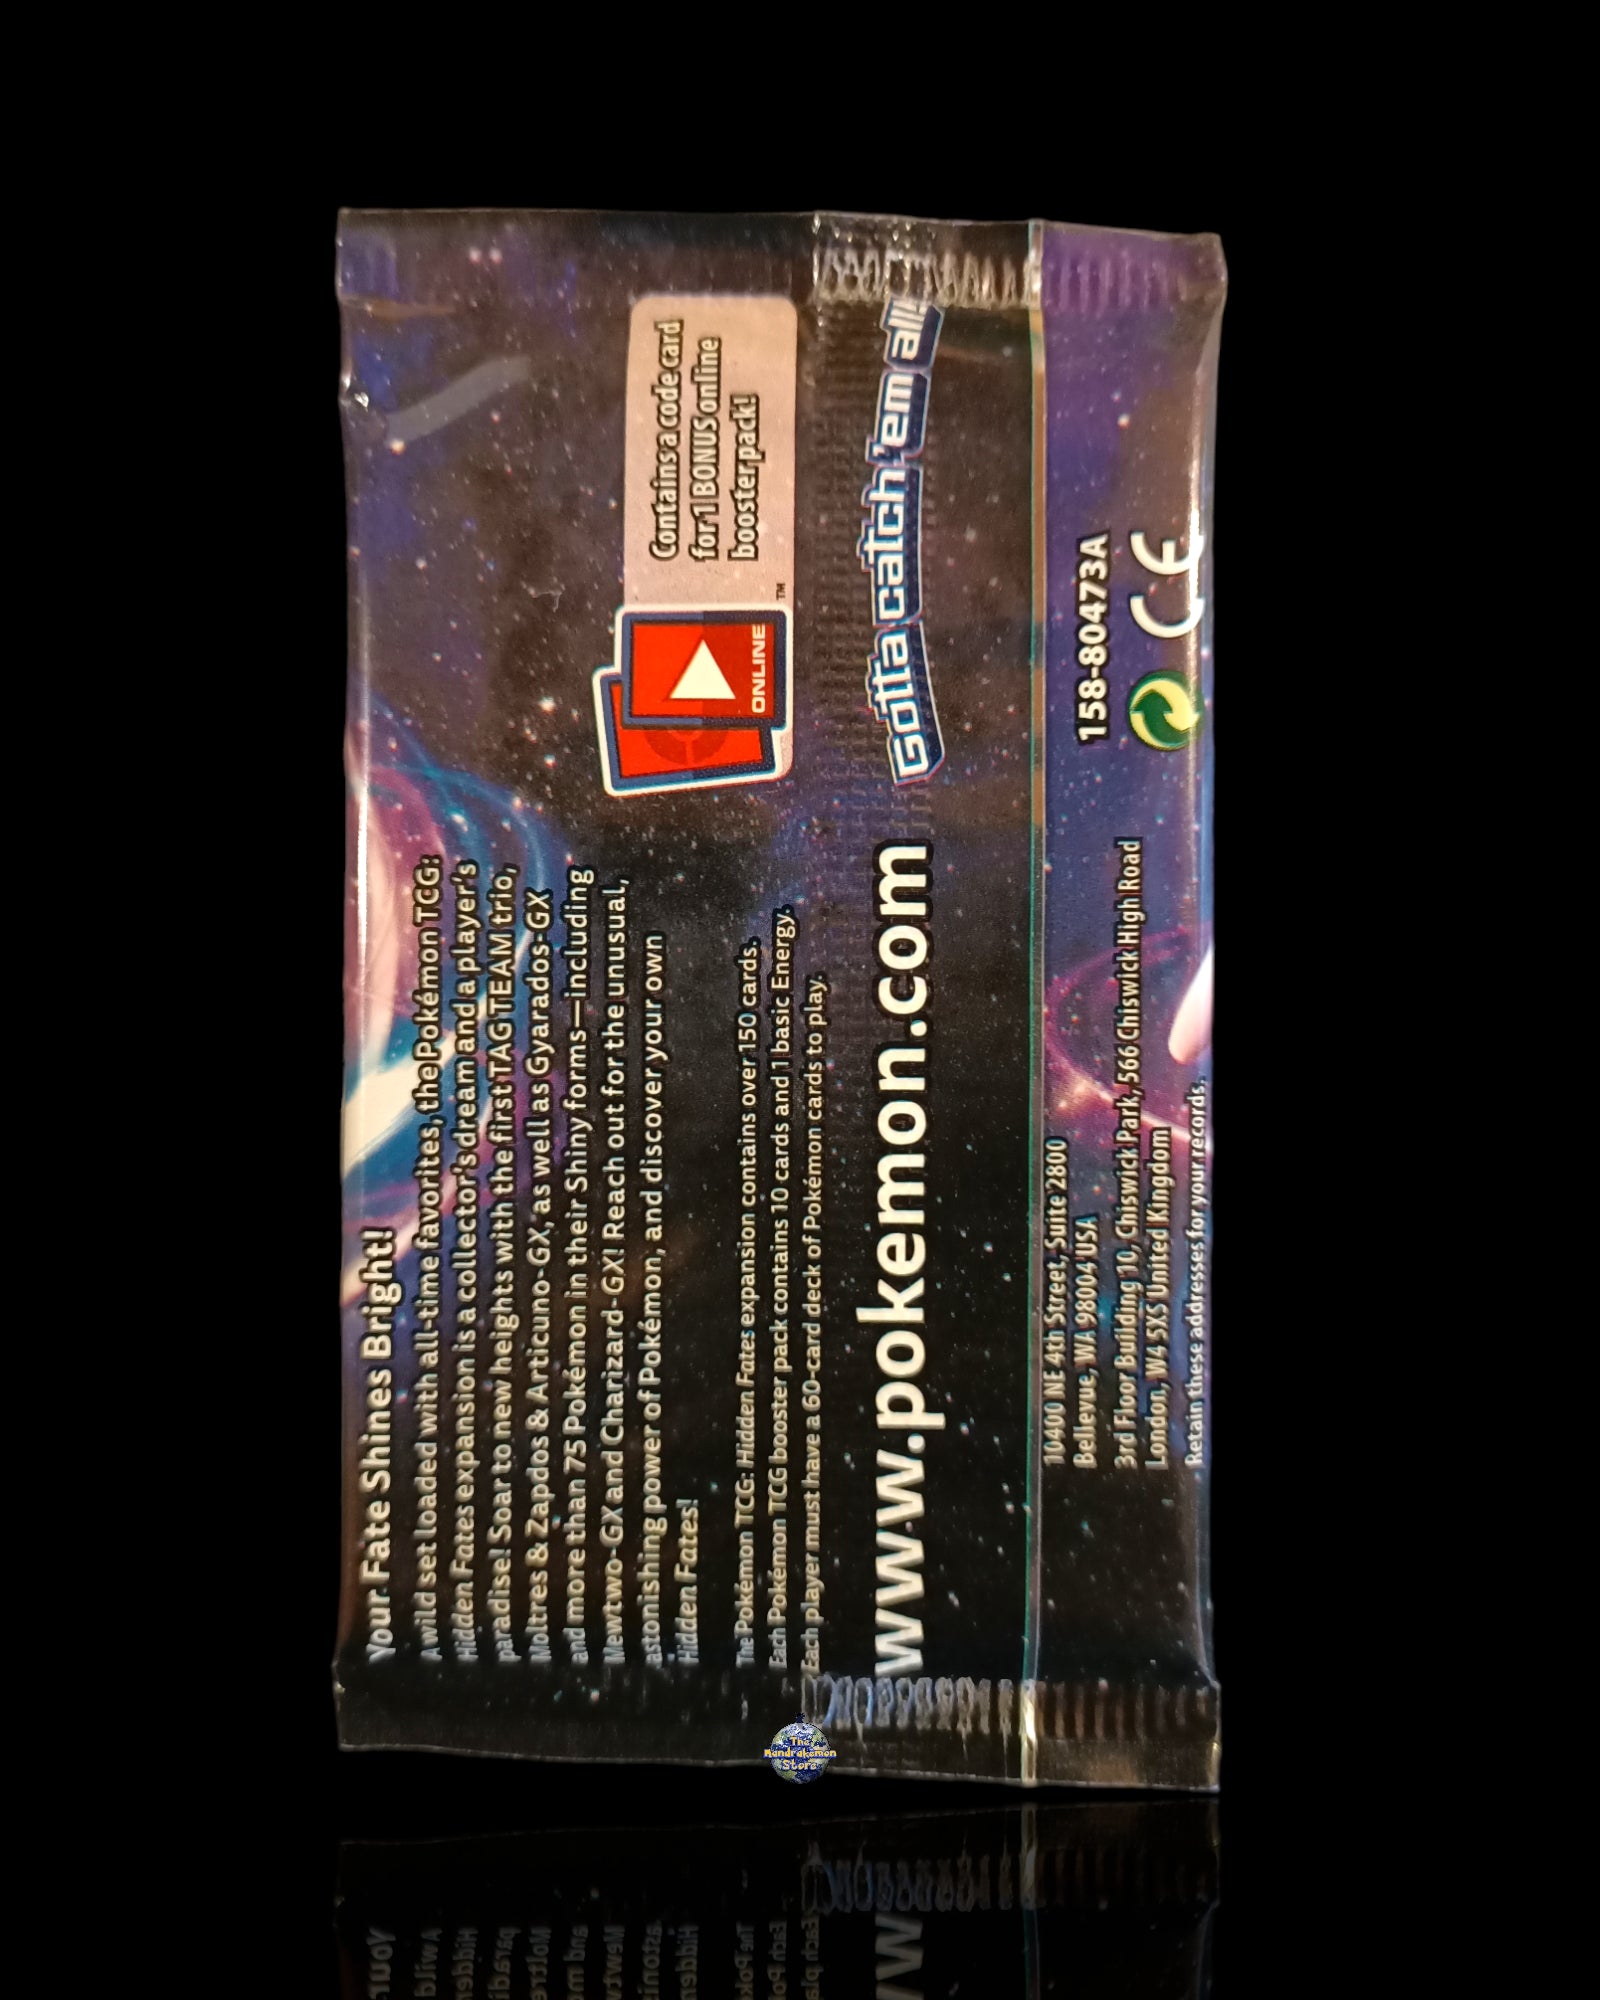 Your Fate Shines Bright!
A wild set loaded with all-time favorites, the Pokémon TCG:
Hidden Fates expansion is a collector's dream and a player's
paradise! Soar to new heights with the first TAG TEAM trio,
Moltres & Zapdos & Articuno-GX, as well as Gyarados-GX
and more than 75 Pokémon in their Shiny forms—including
Mewtwo-GX and Charizard-GX! Reach out for the unusual,
astonishing power of Pokémon, and discover your own
Hidden Fates!
The Pokémon TCG: Hidden Fates expansion contains over 150 cards.
Each Pokémon TCG booster pack contains 10 cards and 1 basic Energy.
Each player must have a 60-card deck of Pokémon cards to play.
ONLINE
TM
Contains a code card
for 1 BONUS online
booster pack!
www.pokemon.com
Gotta catch 'em all!
10400 NE 4th Street, Suite 2800
Bellevue, WA 98004 USA
3rd Floor Building 10, Chiswick Park, 566 Chiswick High Road
London, W4 5XS United Kingdom
Retain these addresses for your records.
158-80473A
CE
The
Mandrakemon
Store